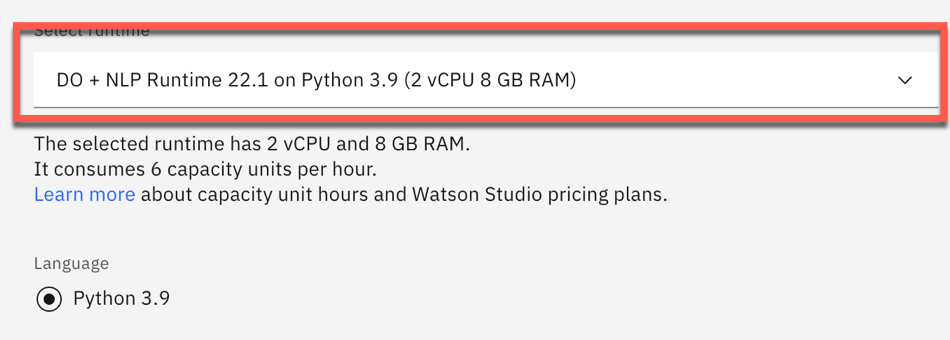 Select runtime
DO + NLP Runtime 22.1 on Python 3.9 (2 vCPU 8 GB RAM)
The selected runtime has 2 vCPU and 8 GB RAM.
It consumes 6 capacity units per hour.
Learn more about capacity unit hours and Watson Studio pricing plans.
Language
Python 3.9